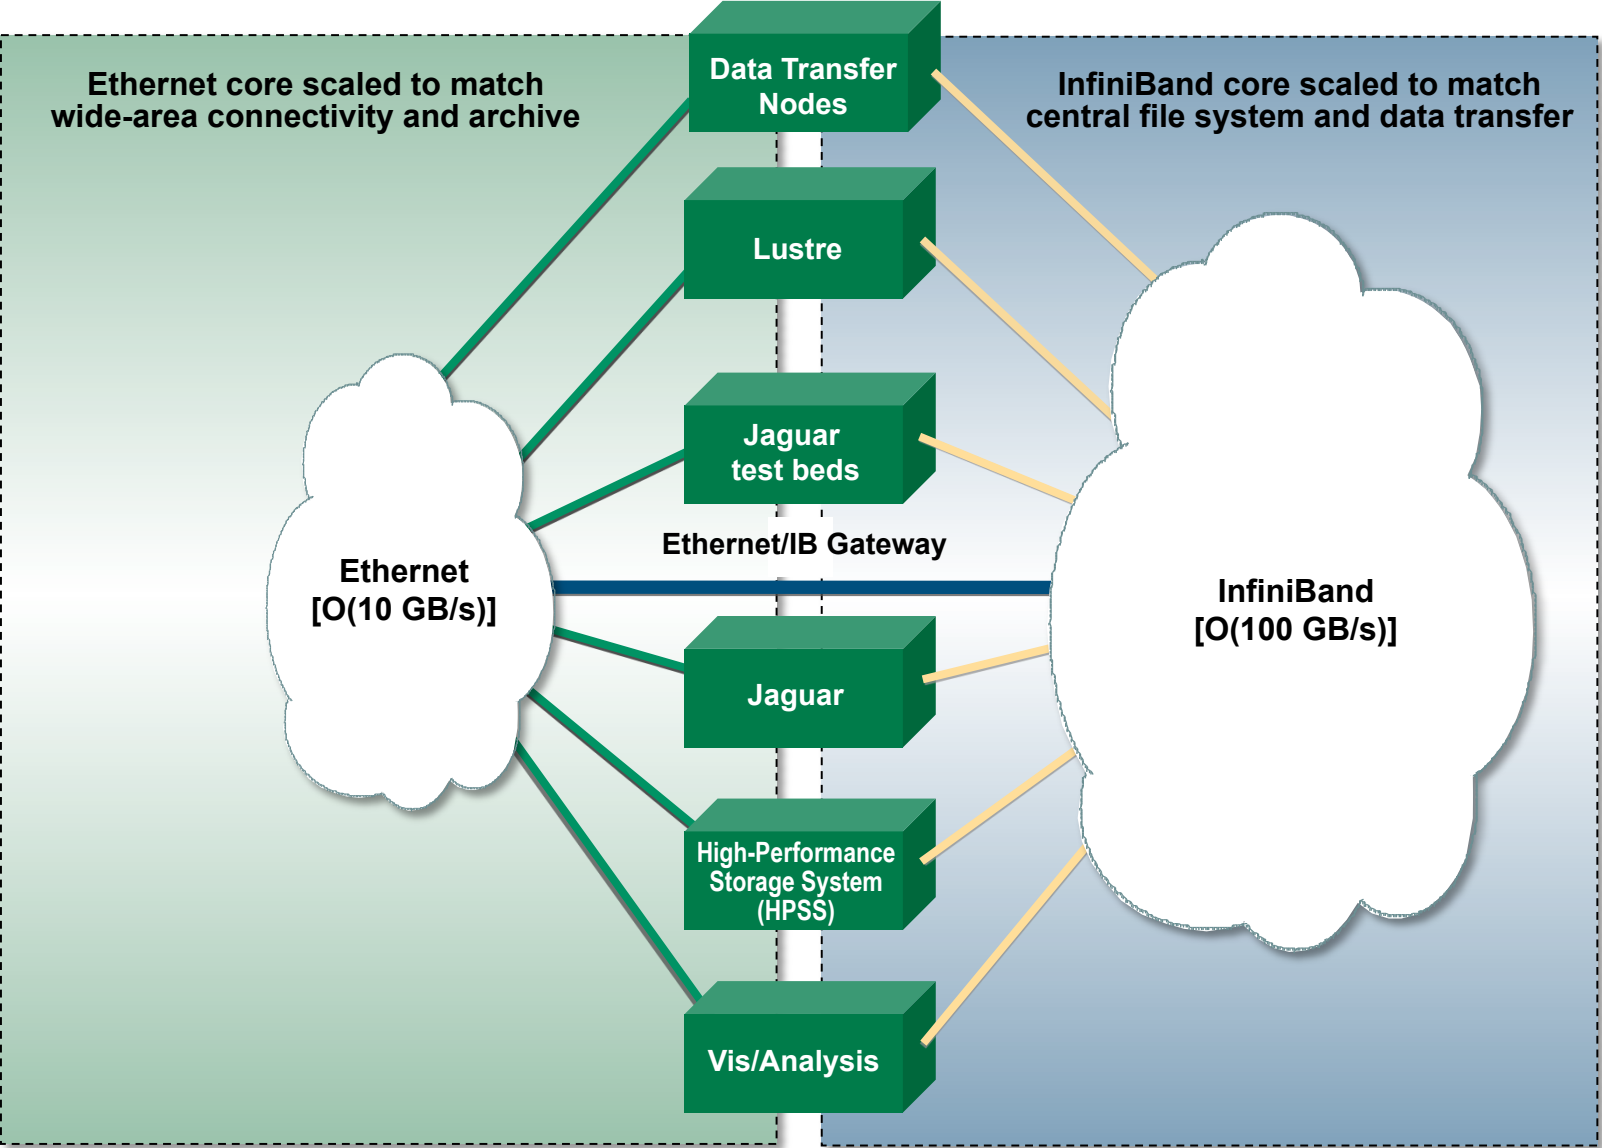 Ethernet core scaled to match
wide-area connectivity and archive
Data Transfer
Nodes
InfiniBand core scaled to match
central file system and data transfer
Lustre
Jaguar
test beds
Ethernet/IB Gateway
Ethernet
[O(10 GB/s)]
InfiniBand
[O(100 GB/s)]
Jaguar
High-Performance
Storage System
(HPSS)
Vis/Analysis